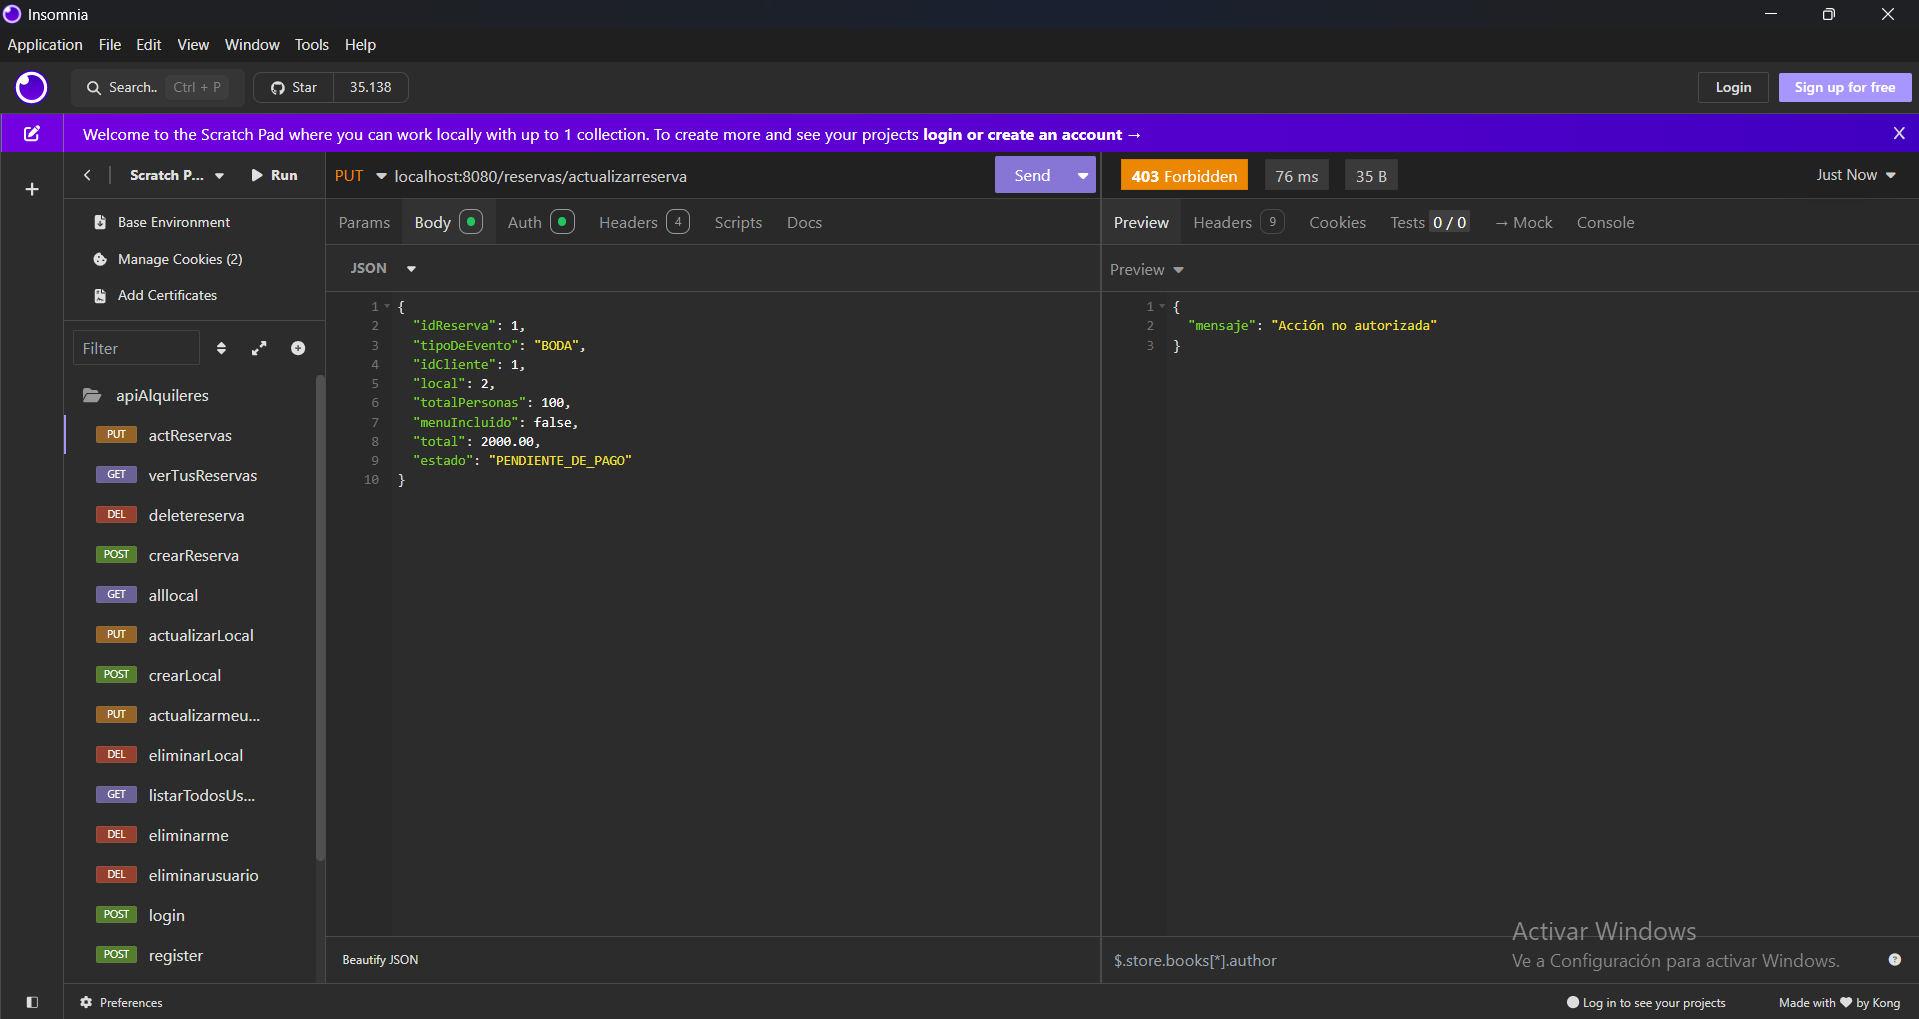 Insomnia
Application File Edit View Window Tools Help
Search.. Ctrl + P Star 35.138 Login Sign up for free
Welcome to the Scratch Pad where you can work locally with up to 1 collection. To create more and see your projects login or create an account →
Scratch P... Run
Base Environment
Manage Cookies (2)
Add Certificates
Filter
apiAlquileres
PUT actReservas
GET verTusReservas
DEL deletereserva
POST crearReserva
GET alllocal
PUT actualizarLocal
POST crearLocal
PUT actualizarmeu...
DEL eliminarLocal
GET listarTodosUs...
DEL eliminarme
DEL eliminarusuario
POST login
POST register
PUT localhost:8080/reservas/actualizarreserva Send
Params Body Auth Headers 4 Scripts Docs
JSON
1 {
2 "idReserva": 1,
3 "tipoDeEvento": "BODA",
4 "idCliente": 1,
5 "local": 2,
6 "totalPersonas": 100,
7 "menuIncluido": false,
8 "total": 2000.00,
9 "estado": "PENDIENTE_DE_PAGO"
10 }
Beautify JSON
403 Forbidden 76 ms 35 B Just Now
Preview Headers 9 Cookies Tests 0 / 0 → Mock Console
Preview
1 {
2 "mensaje": "Acción no autorizada"
3 }
Activar Windows
Ve a Configuración para activar Windows.
$.store.books[*].author
Preferences Log in to see your projects Made with ♥ by Kong